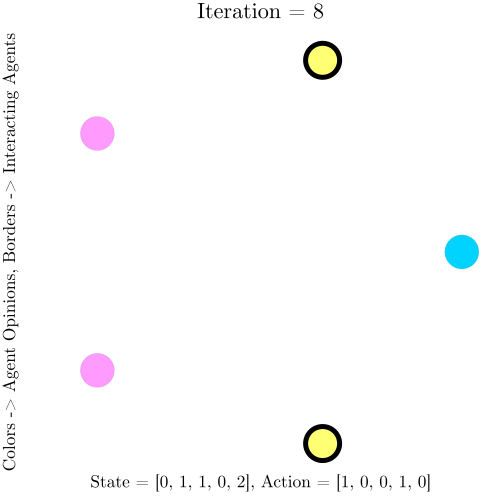 Iteration = 8
Colors -> Agent Opinions, Borders -> Interacting Agents
State = [0, 1, 1, 0, 2], Action = [1, 0, 0, 1, 0]